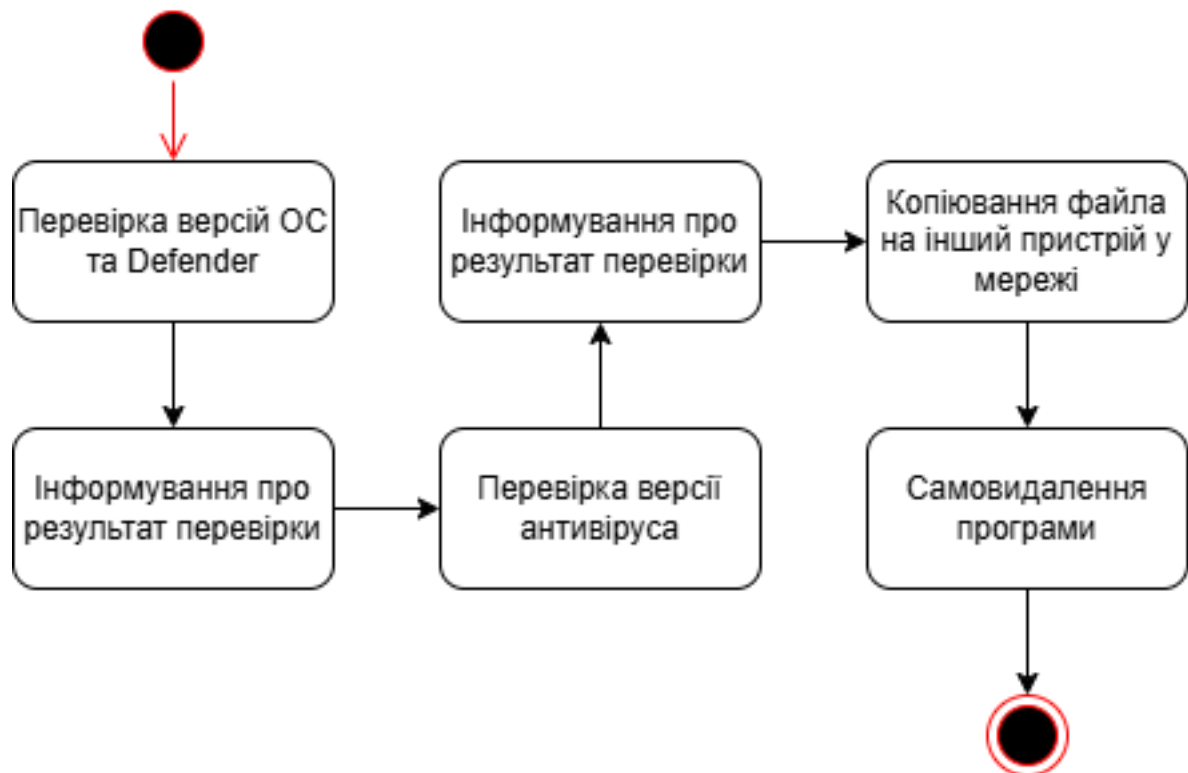 Перевірка версій ОС
та Defender
Інформування про
результат перевірки
Перевірка версії
антивіруса
Інформування про
результат перевірки
Копіювання файла
на інший пристрій у
мережі
Самовидалення
програми